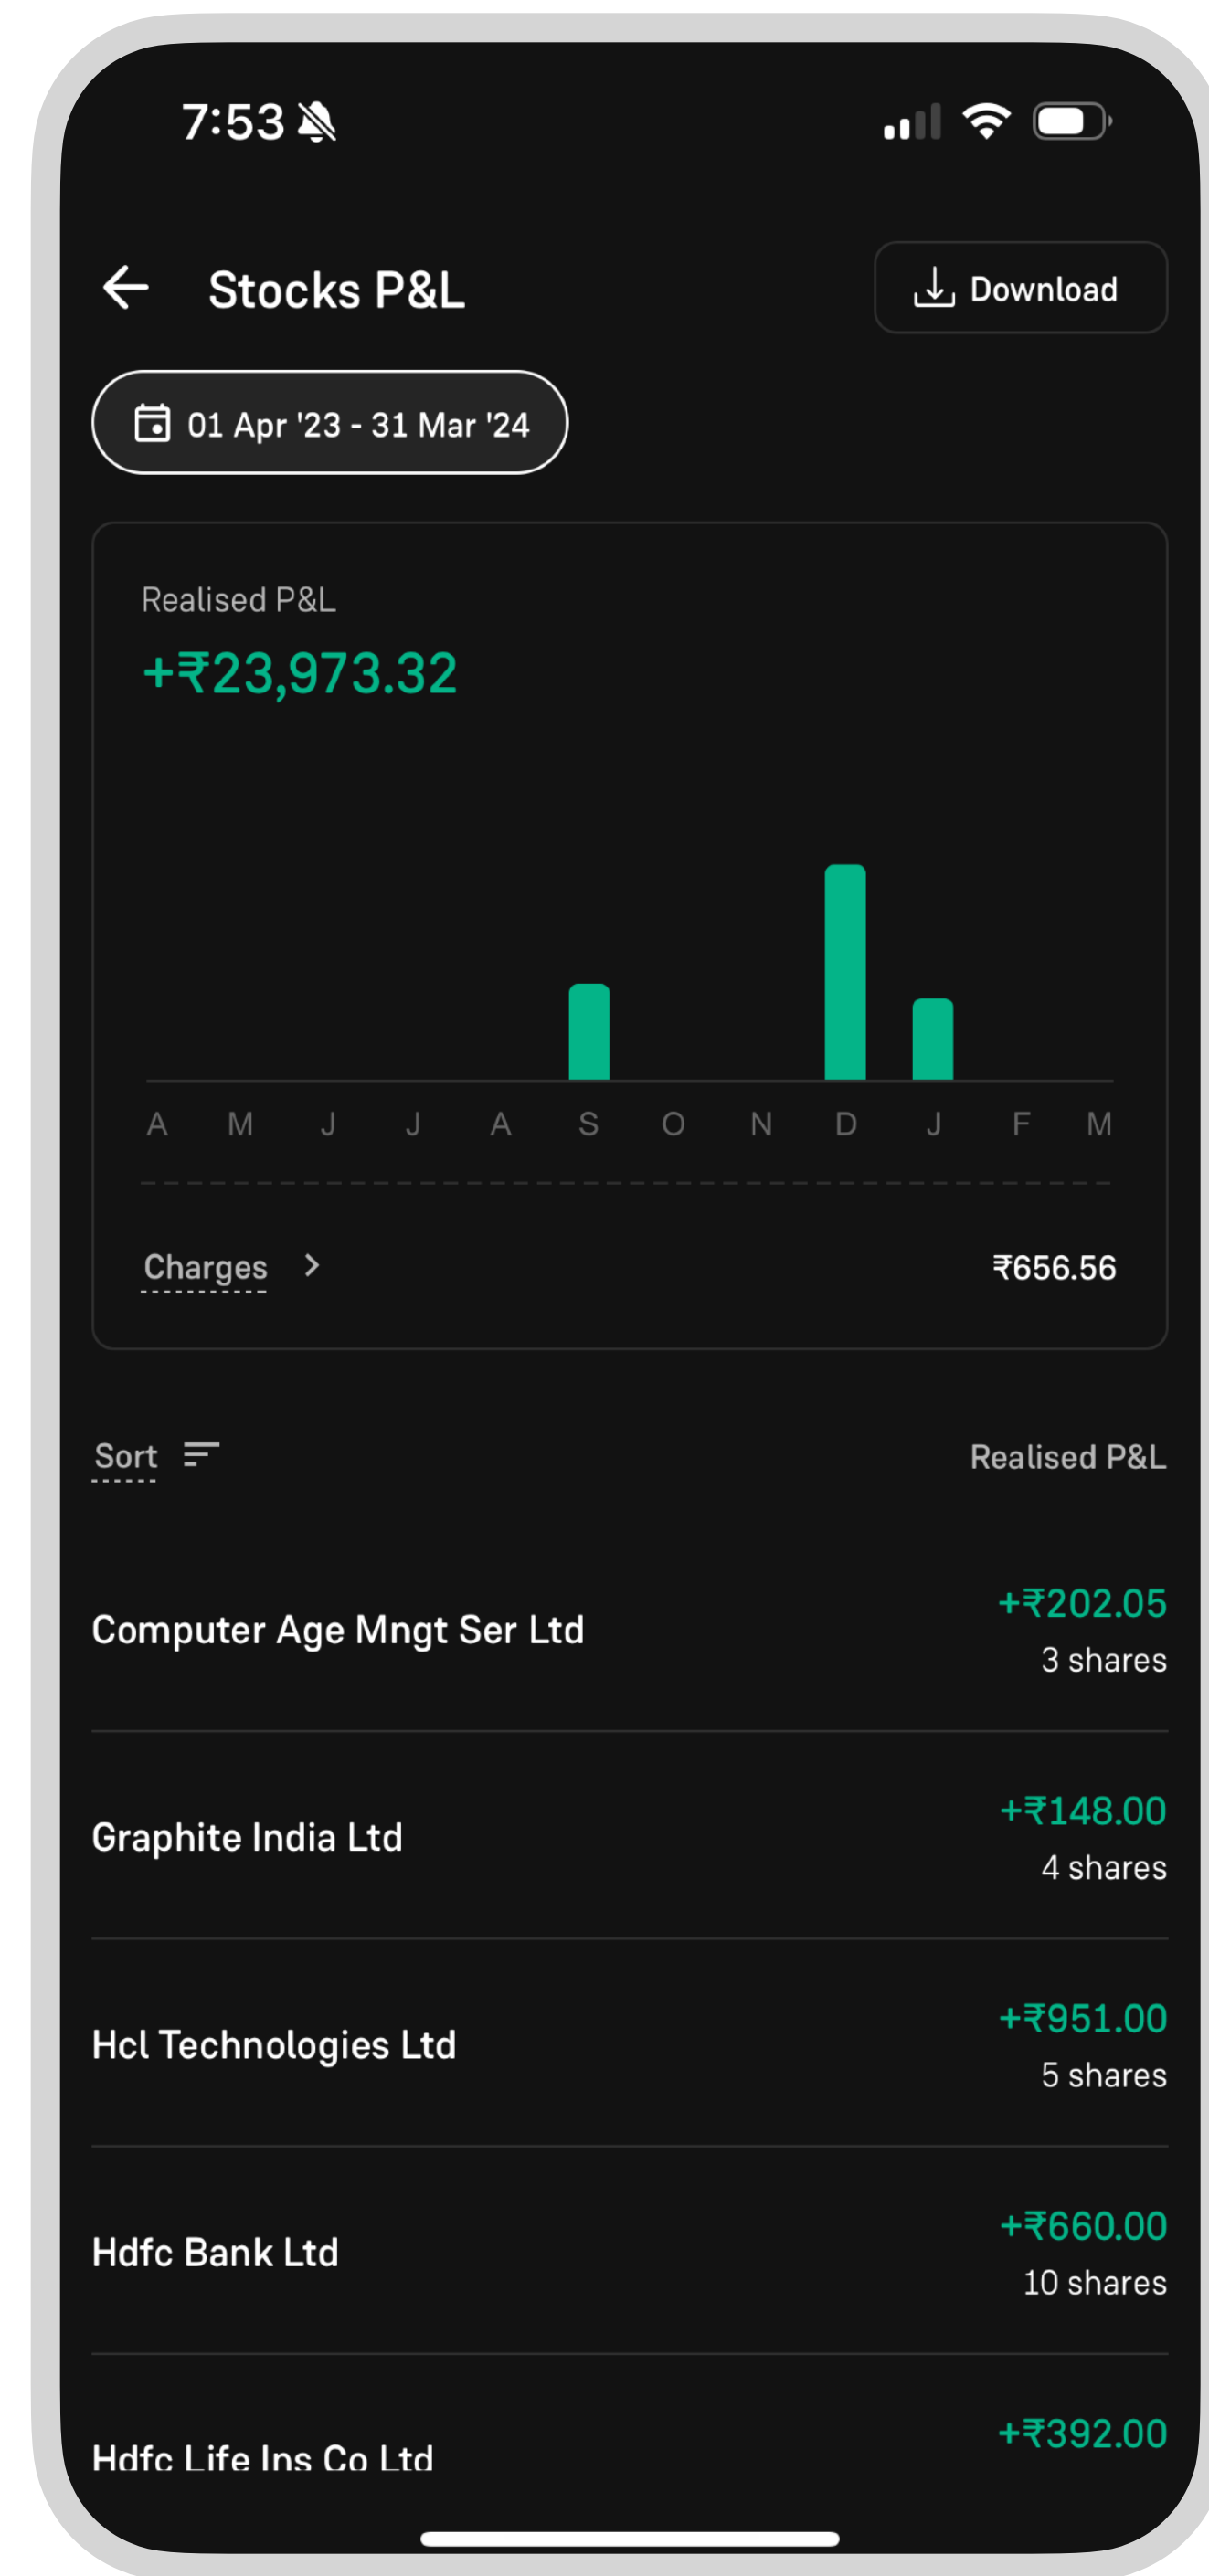 7:53
Stocks P&L
Download
01 Apr '23 - 31 Mar '24
Realised P&L
+₹23,973.32
A M J J A S O N D J F M
Charges
₹656.56
Sort
Realised P&L
Computer Age Mngt Ser Ltd
+₹202.05
3 shares
Graphite India Ltd
+₹148.00
4 shares
Hcl Technologies Ltd
+₹951.00
5 shares
Hdfc Bank Ltd
+₹660.00
10 shares
Hdfc Life Ins Co Ltd
+₹392.00